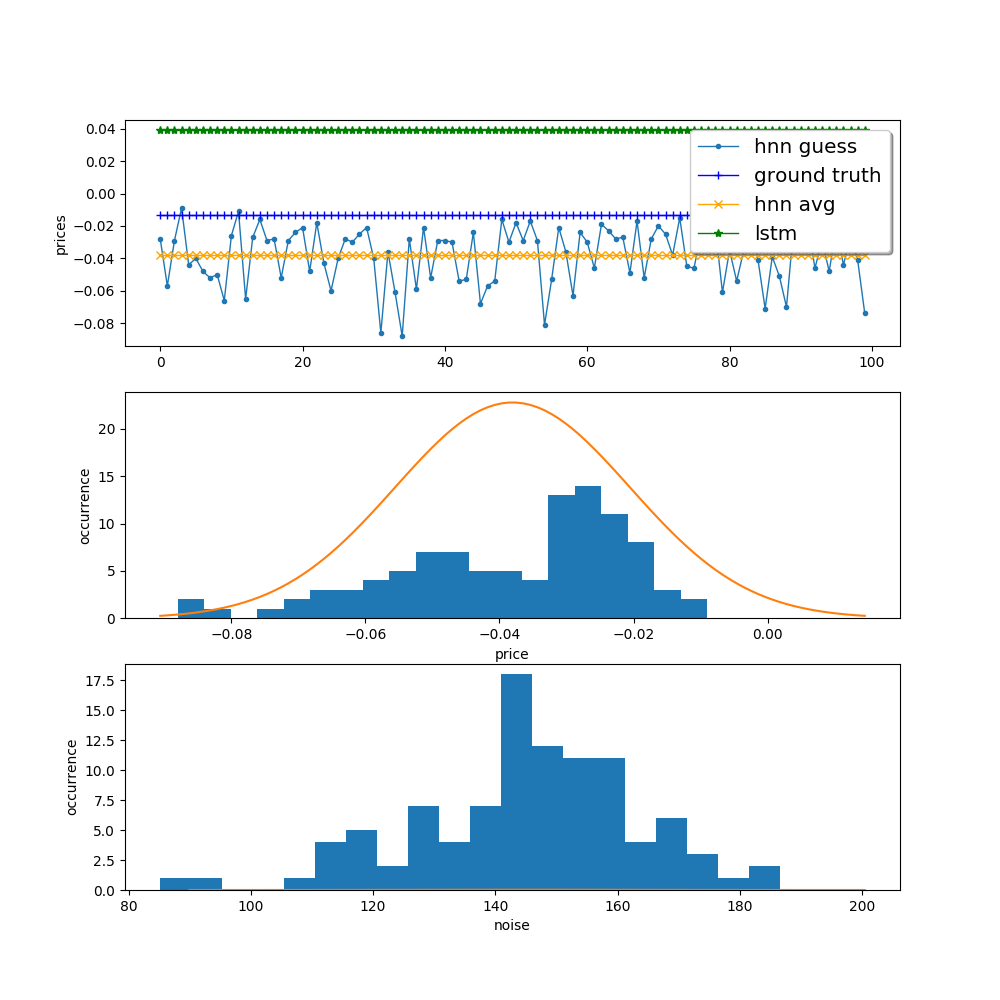 0.04
0.02
0.00
−0.02
−0.04
−0.06
−0.08
prices
hnn guess
ground truth
hnn avg
lstm
0 20 40 60 80 100
20
15
10
5
0
occurrence
−0.08 −0.06 −0.04 −0.02 0.00
price
17.5
15.0
12.5
10.0
7.5
5.0
2.5
0.0
occurrence
80 100 120 140 160 180 200
noise